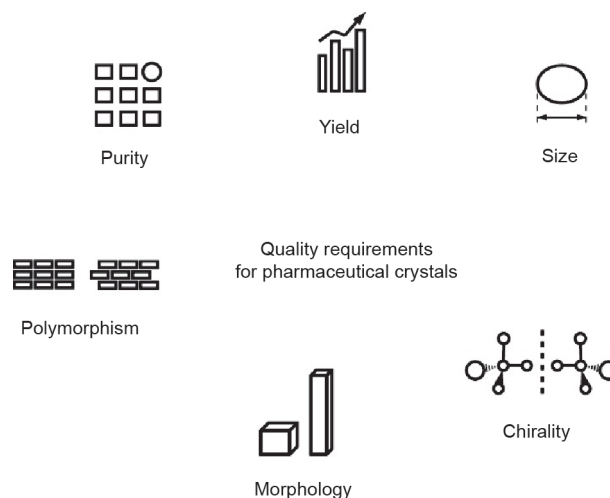 Yield
Purity
Size
Quality requirements
for pharmaceutical crystals
Polymorphism
Chirality
Morphology